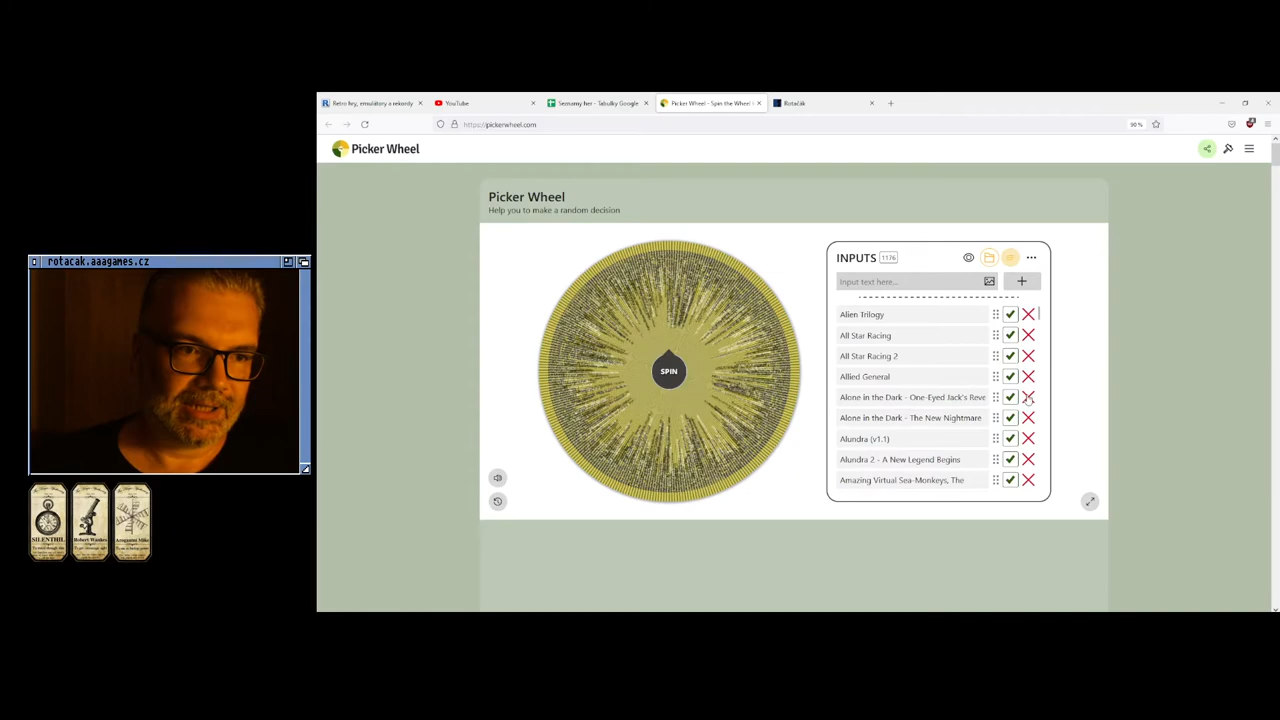 Retro hry, emulátory a rekordy
YouTube
Seznamy her - Tabulky Google
Picker Wheel - Spin the Wheel
Rotačák
https://pickerwheel.com
90%
Picker Wheel
Picker Wheel
Help you to make a random decision
INPUTS 1176
Input text here...
Alien Trilogy
All Star Racing
All Star Racing 2
Allied General
Alone in the Dark - One-Eyed Jack's Reve
Alone in the Dark - The New Nightmare
Alundra (v1.1)
Alundra 2 - A New Legend Begins
Amazing Virtual Sea-Monkeys, The
SPIN
rotacak.aaagames.cz
SILENTHILL
Robert Waites